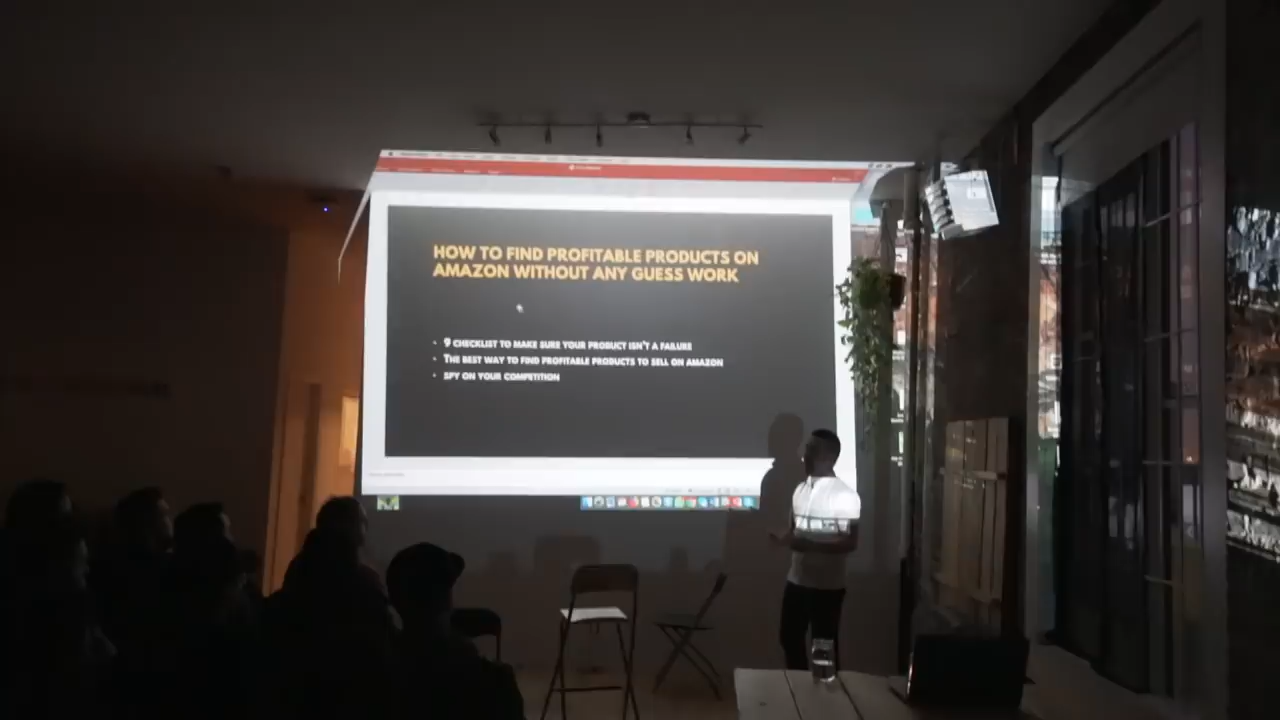 HOW TO FIND PROFITABLE PRODUCTS ON
AMAZON WITHOUT ANY GUESS WORK
• 9 CHECKLIST TO MAKE SURE YOUR PRODUCT ISN'T A FAILURE
• THE BEST WAY TO FIND PROFITABLE PRODUCTS TO SELL ON AMAZON
• SPY ON YOUR COMPETITION